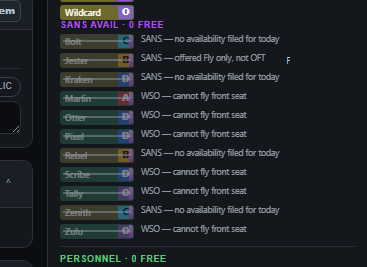 em
Wildcard O
SANS AVAIL · 0 FREE
Bolt C SANS — no availability filed for today
Jester B SANS — offered Fly only, not OFT F
Kraken D SANS — no availability filed for today
Marlin A WSO — cannot fly front seat
Otter D WSO — cannot fly front seat
Pixel D WSO — cannot fly front seat
Rebel B SANS — no availability filed for today
Scribe D WSO — cannot fly front seat
Tally O WSO — cannot fly front seat
Zenith C SANS — no availability filed for today
Zulu WSO — cannot fly front seat
LIC
PERSONNEL · 0 FREE